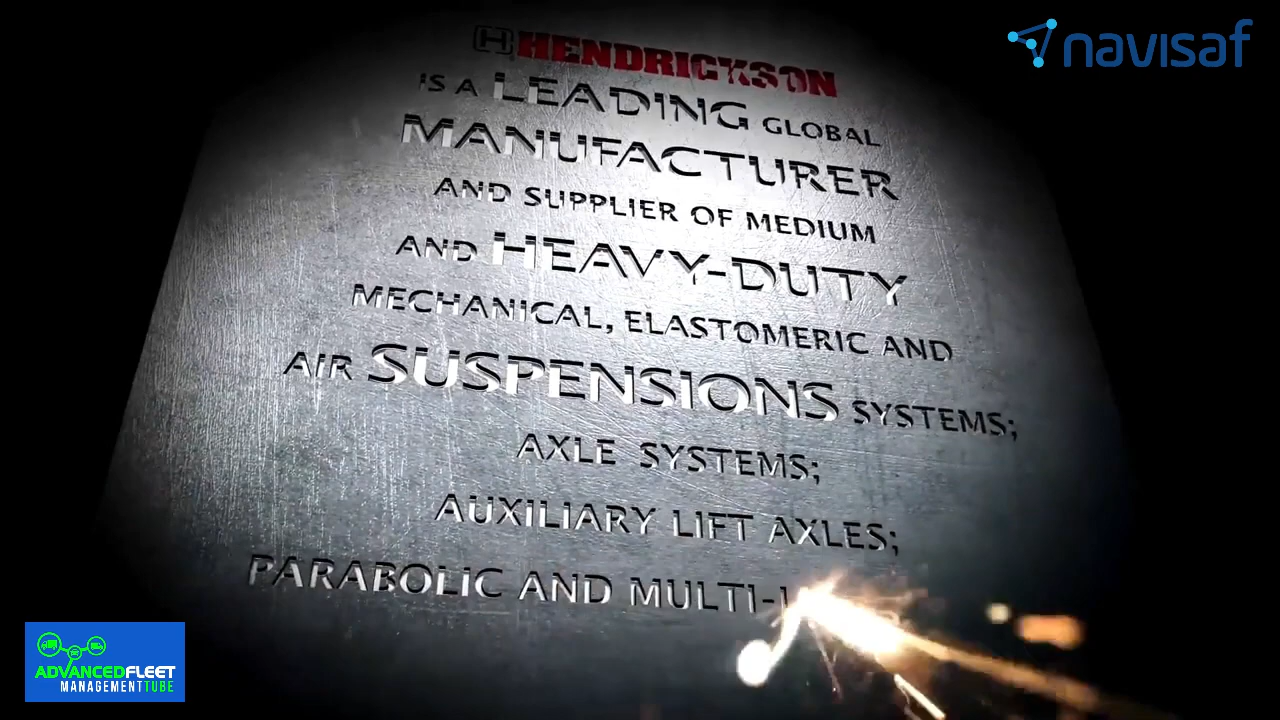 HENDRICKSON
IS A LEADING GLOBAL
MANUFACTURER
AND SUPPLIER OF MEDIUM
AND HEAVY-DUTY
MECHANICAL, ELASTOMERIC AND
AIR SUSPENSIONS SYSTEMS;
AXLE SYSTEMS;
AUXILIARY LIFT AXLES;
PARABOLIC AND MULTI-
navisaf
ADVANCEDFLEET
MANAGEMENTTUBE